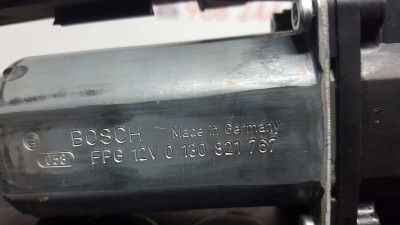 BOSCH Made in Germany
FPG 12V 0 130 821 767